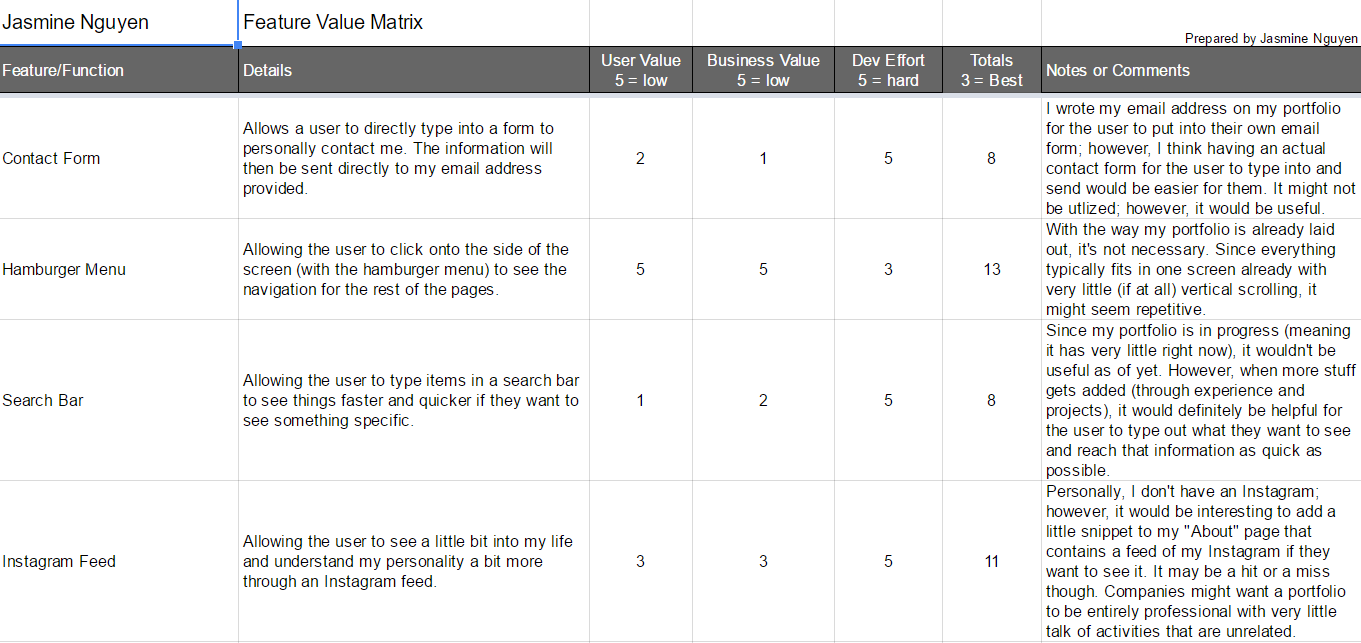 Jasmine Nguyen
Feature Value Matrix
Prepared by Jasmine Nguyen
Feature/Function
Details
User Value
5 = low
Business Value
5 = low
Dev Effort
5 = hard
Totals
3 = Best
Notes or Comments
Contact Form
Allows a user to directly type into a form to
personally contact me. The information will
then be sent directly to my email address
provided.
2
1
5
8
I wrote my email address on my portfolio
for the user to put into their own email
form; however, I think having an actual
contact form for the user to type into and
send would be easier for them. It might not
be utlized; however, it would be useful.
Hamburger Menu
Allowing the user to click onto the side of the
screen (with the hamburger menu) to see the
navigation for the rest of the pages.
5
5
3
13
With the way my portfolio is already laid
out, it's not necessary. Since everything
typically fits in one screen already with
very little (if at all) vertical scrolling, it
might seem repetitive.
Search Bar
Allowing the user to type items in a search bar
to see things faster and quicker if they want to
see something specific.
1
2
5
8
Since my portfolio is in progress (meaning
it has very little right now), it wouldn't be
useful as of yet. However, when more stuff
gets added (through experience and
projects), it would definitely be helpful for
the user to type out what they want to see
and reach that information as quick as
possible.
Instagram Feed
Allowing the user to see a little bit into my life
and understand my personality a bit more
through an Instagram feed.
3
3
5
11
Personally, I don't have an Instagram;
however, it would be interesting to add a
little snippet to my "About" page that
contains a feed of my Instagram if they
want to see it. It may be a hit or a miss
though. Companies might want a portfolio
to be entirely professional with very little
talk of activities that are unrelated.